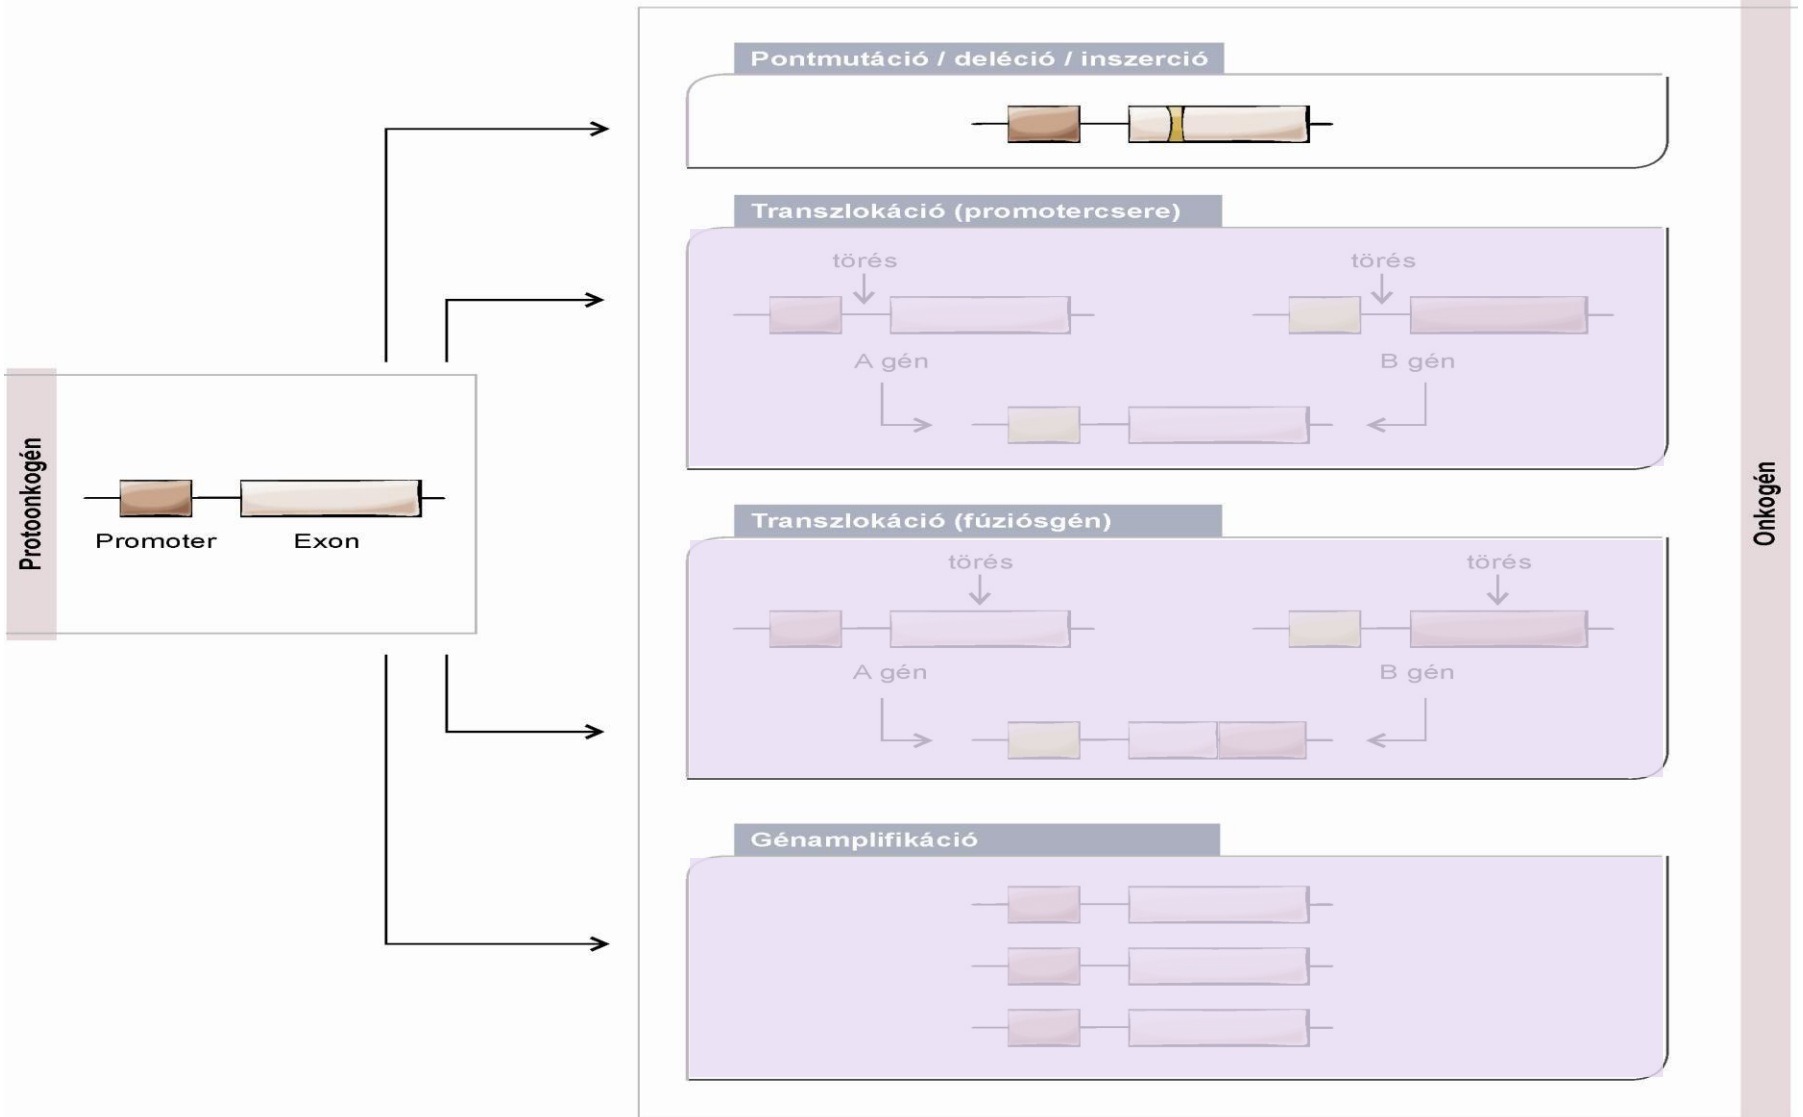 Protoonkogén
Promoter
Exon
Pontmutáció / deléció / inszerció
Transzlokáció (promotercsere)
törés
törés
A gén
B gén
Transzlokáció (fúziósgén)
törés
törés
A gén
B gén
Génamplifikáció
Onkogén